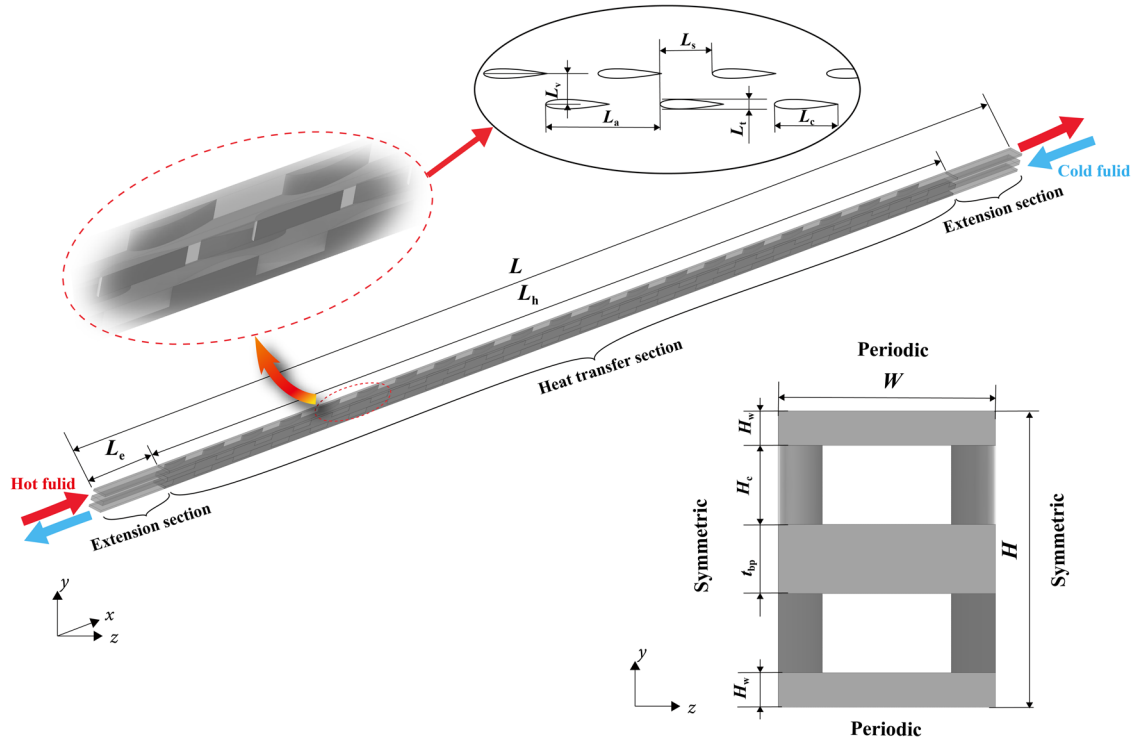 Ls
Lv
La
Lt
Lc
Cold fulid
Extension section
L
Lh
Heat transfer section
Le
Hot fulid
Extension section
y
x
z
Periodic
W
Hw
Hc
Symmetric
tbp
H
Symmetric
Hw
y
z
Periodic